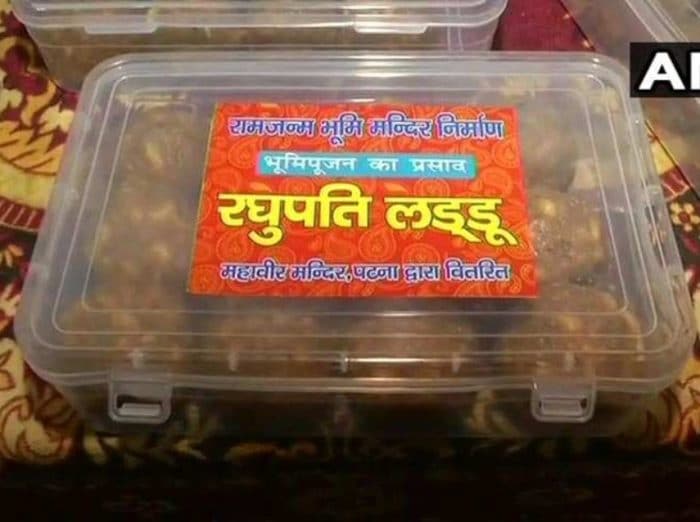 रामजन्म भूमि मन्दिर निर्माण
भूमिपूजन का प्रसाद
रघुपति लड्डू
महावीर मन्दिर, पटना द्वारा वितरित